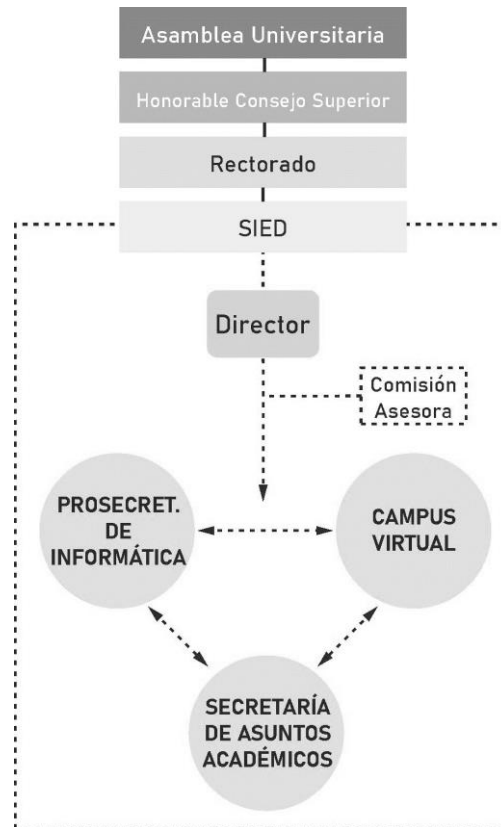 Asamblea Universitaria
Honorable Consejo Superior
Rectorado
SIED
Director
Comisión
Asesora
PROSECRET.
DE
INFORMÁTICA
CAMPUS
VIRTUAL
SECRETARÍA
DE ASUNTOS
ACADÉMICOS